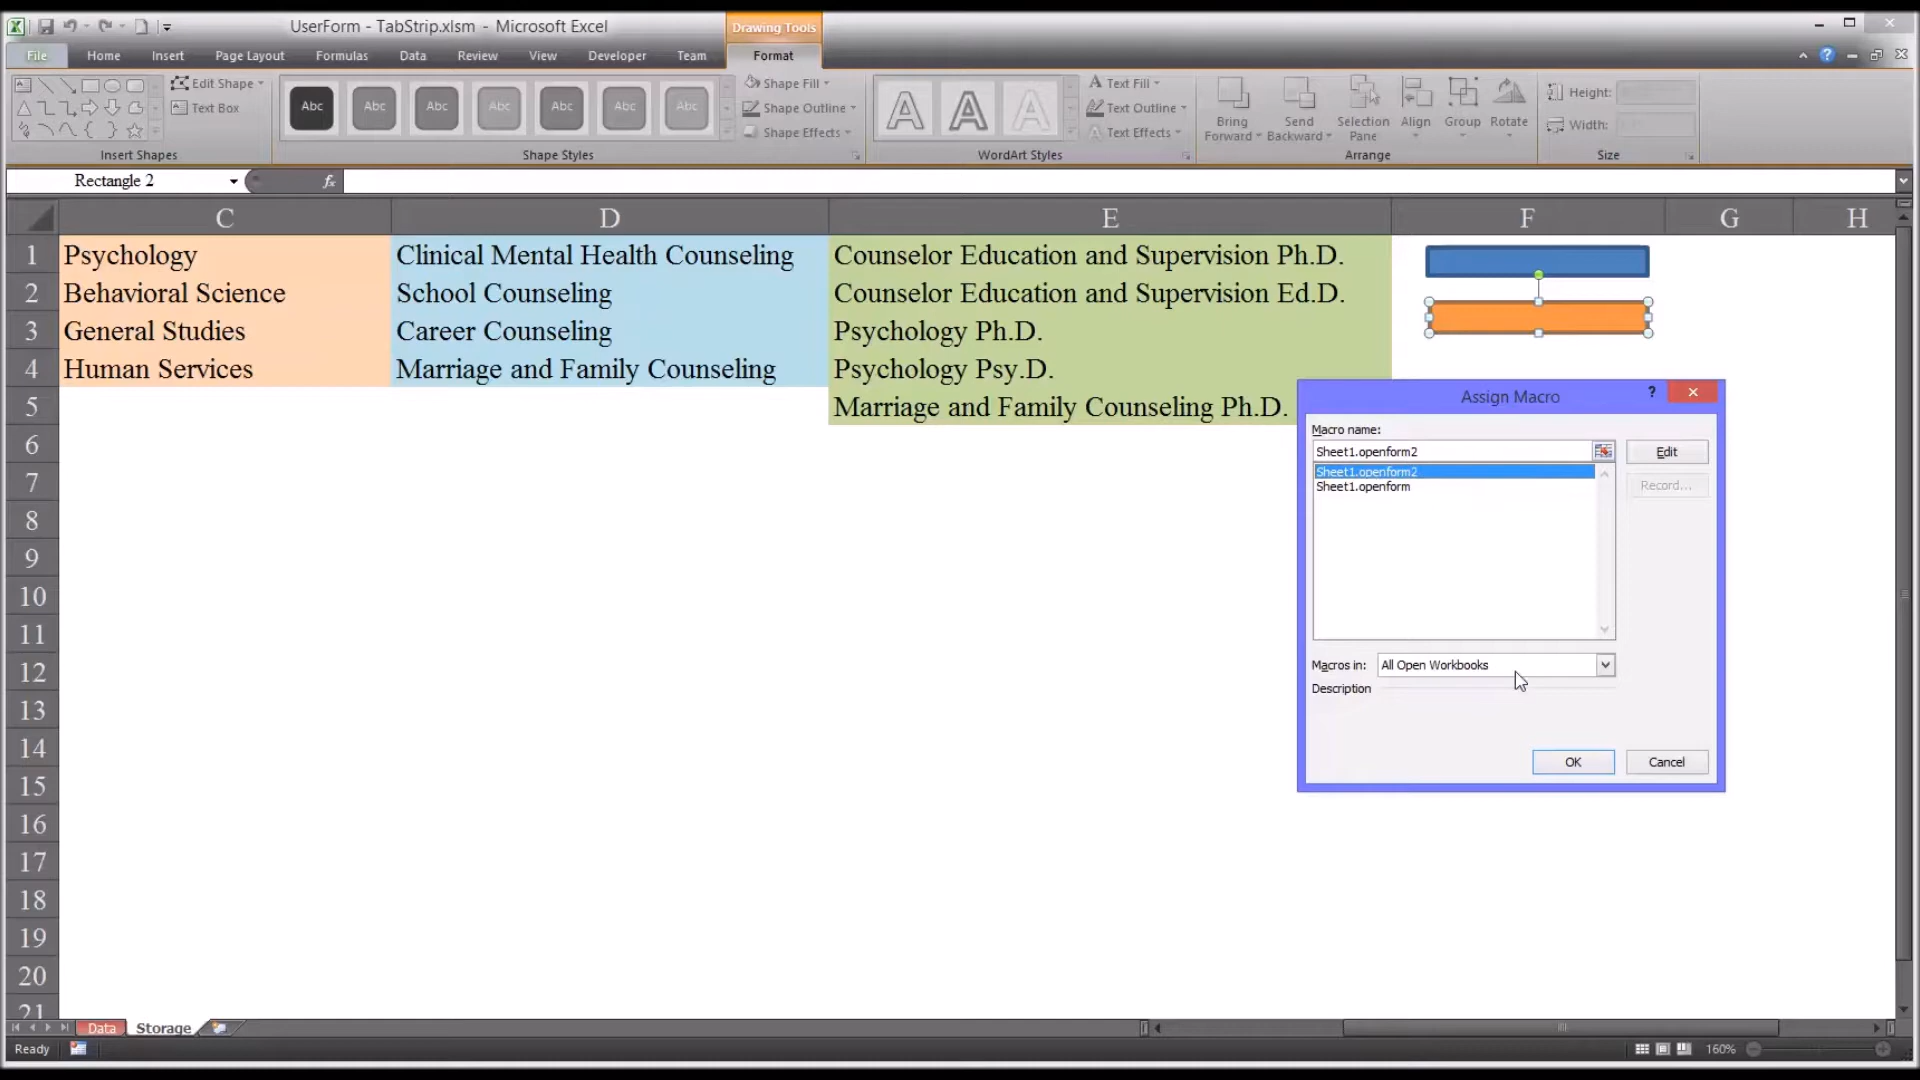 UserForm - TabStrip.xlsm - Microsoft Excel
Drawing Tools
File Home Insert Page Layout Formulas Data Review View Developer Team Format
Edit Shape
Text Box
Insert Shapes
Abc Abc Abc Abc Abc Abc Abc
Shape Fill
Shape Outline
Shape Effects
Shape Styles
A A A
Text Fill
Text Outline
Text Effects
WordArt Styles
Bring Forward
Send Backward
Selection Pane
Align
Group
Rotate
Arrange
Height:
Width:
Size
Rectangle 2
fx
C D E F G H
1 Psychology Clinical Mental Health Counseling Counselor Education and Supervision Ph.D.
2 Behavioral Science School Counseling Counselor Education and Supervision Ed.D.
3 General Studies Career Counseling Psychology Ph.D.
4 Human Services Marriage and Family Counseling Psychology Psy.D.
5 Marriage and Family Counseling Ph.D.
6
7
8
9
10
11
12
13
14
15
16
17
18
19
20
21
Assign Macro
?
Macro name:
Sheet1.openform2
Edit
Sheet1.openform2
Sheet1.openform
Record...
Macros in: All Open Workbooks
Description
OK Cancel
Data Storage
Ready
160%